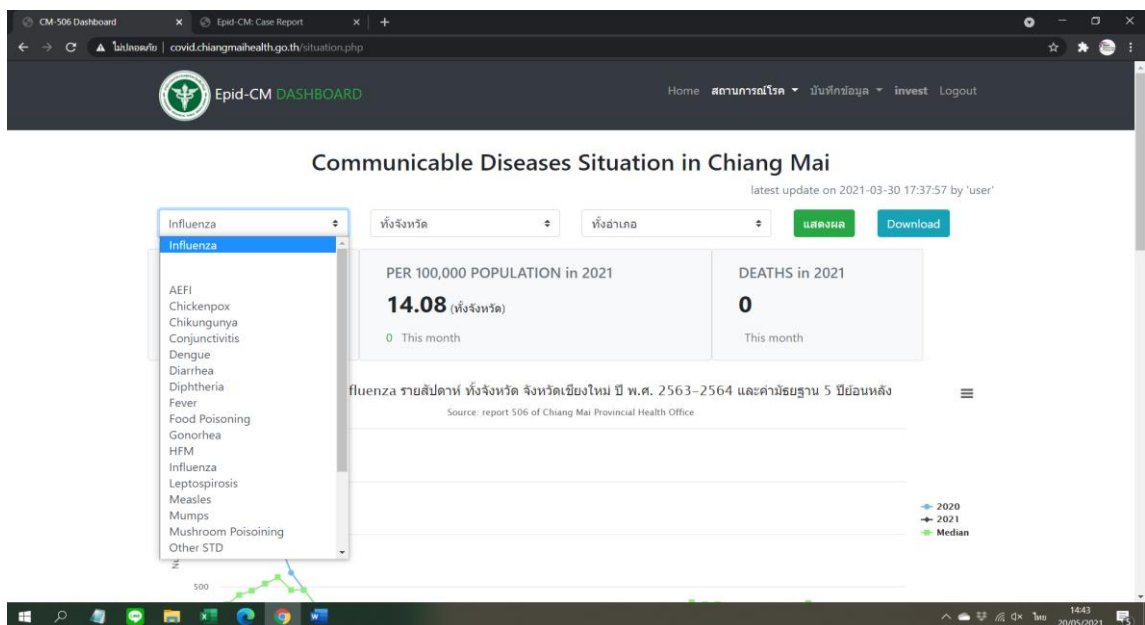 CM-506 Dashboard
Epid-CM: Case Report
ไม่ปลอดภัย
covid.chiangmaihealth.go.th/situation.php
Epid-CM DASHBOARD
Home สถานการณ์โรค บันทึกข้อมูล invest Logout
Communicable Diseases Situation in Chiang Mai
latest update on 2021-03-30 17:37:57 by 'user'
Influenza
ทั้งจังหวัด
ทั้งอำเภอ
แสดงผล
Download
Influenza
AEFI
Chickenpox
Chikungunya
Conjunctivitis
Dengue
Diarrhea
Diphtheria
Fever
Food Poisoning
Gonorhea
HFM
Influenza
Leptospirosis
Measles
Mumps
Mushroom Poisoining
Other STD
PER 100,000 POPULATION in 2021
14.08 (ทั้งจังหวัด)
0 This month
DEATHS in 2021
0
This month
fluenza รายสัปดาห์ ทั้งจังหวัด จังหวัดเชียงใหม่ ปี พ.ศ. 2563-2564 และค่ามัธยฐาน 5 ปีย้อนหลัง
Source: report 506 of Chiang Mai Provincial Health Office
2020
2021
Median
500
ไทย
14:43
20/05/2021